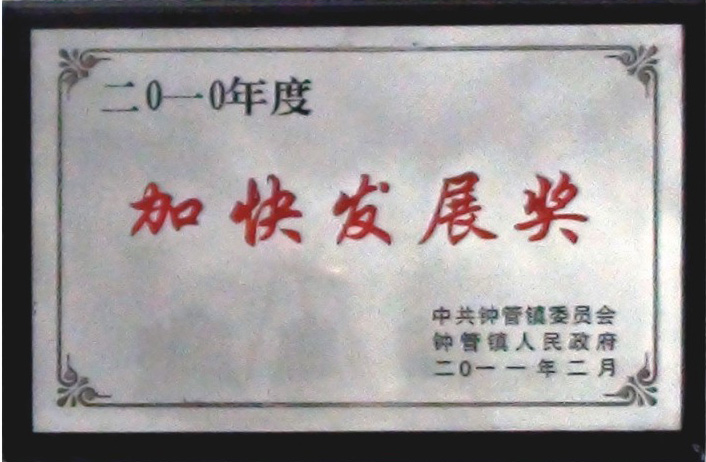 二0一0年度
加快发展奖
中共钟管镇委员会
钟管镇人民政府
二0一一年二月